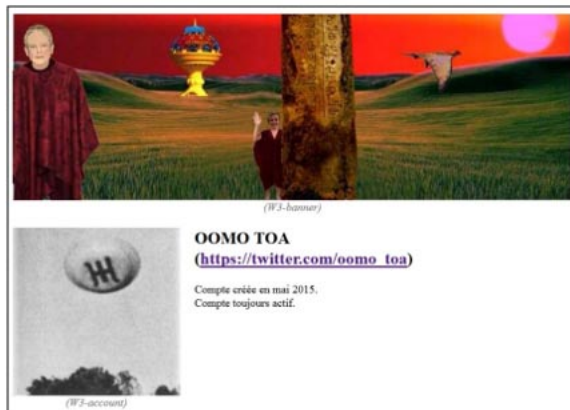 (W3-banner)
OOMO TOA
(https://twitter.com/oomo_toa)
Compte créée en mai 2015.
Compte toujours actif.
(W3-account)